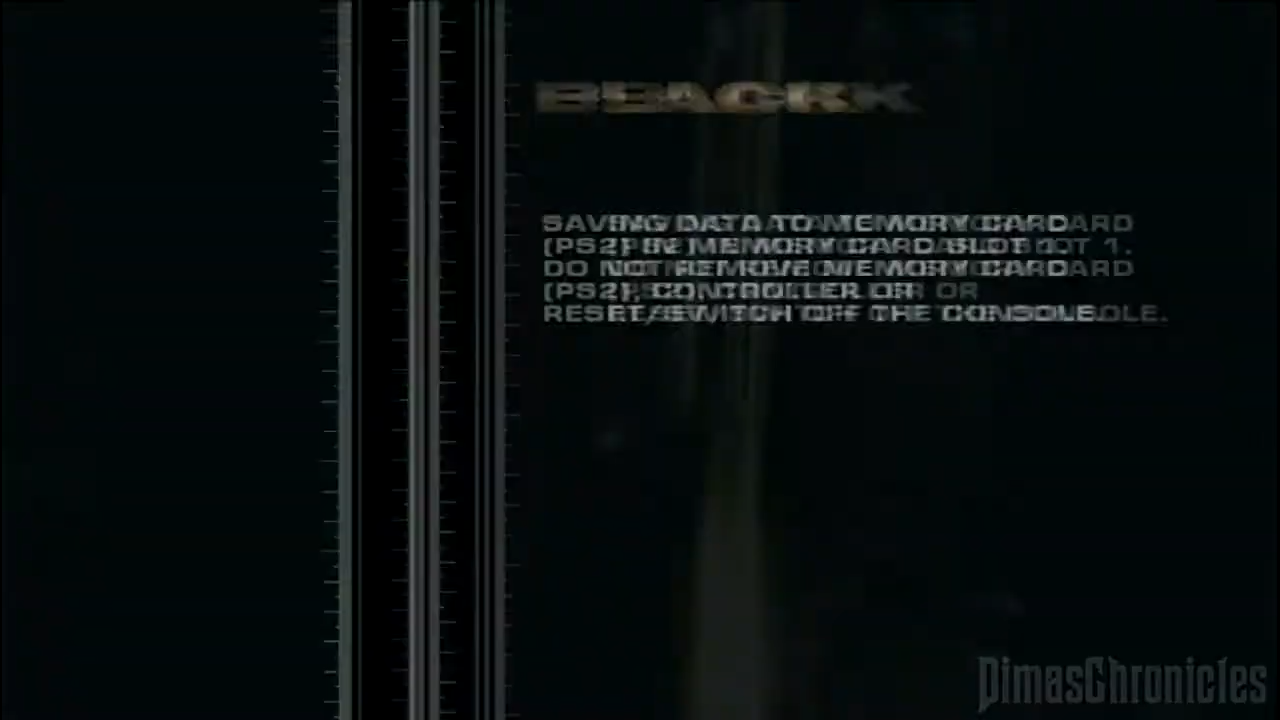 BLACK
SAVING DATA TO MEMORY CARD
(PS2) IN MEMORY CARD SLOT 1.
DO NOT REMOVE MEMORY CARD
(PS2), CONTROLLER OR
RESET/SWITCH OFF THE CONSOLE.
DimasChronicles